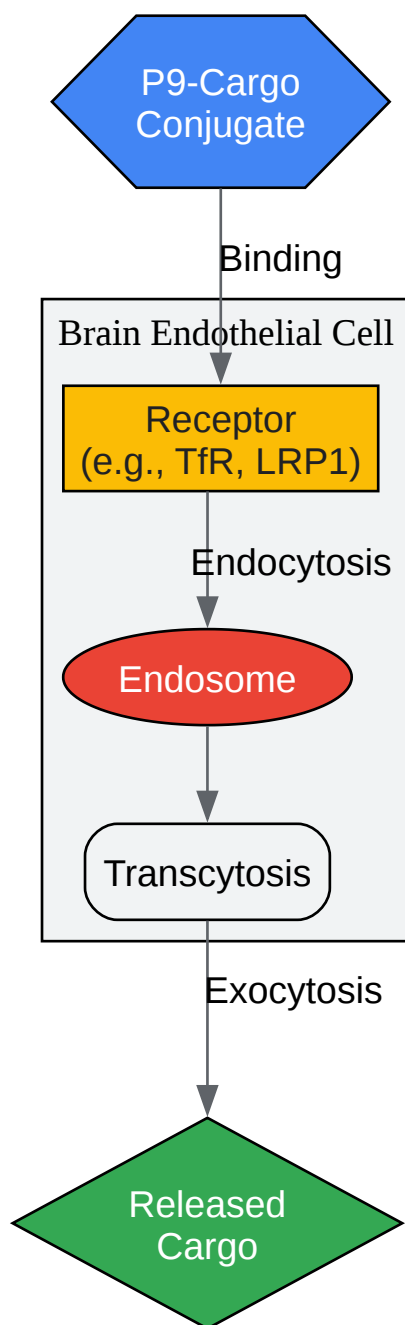 P9-Cargo
Conjugate
Binding
Brain Endothelial Cell
Receptor
(e.g., TfR, LRP1)
Endocytosis
Endosome
Transcytosis
Exocytosis
Released
Cargo